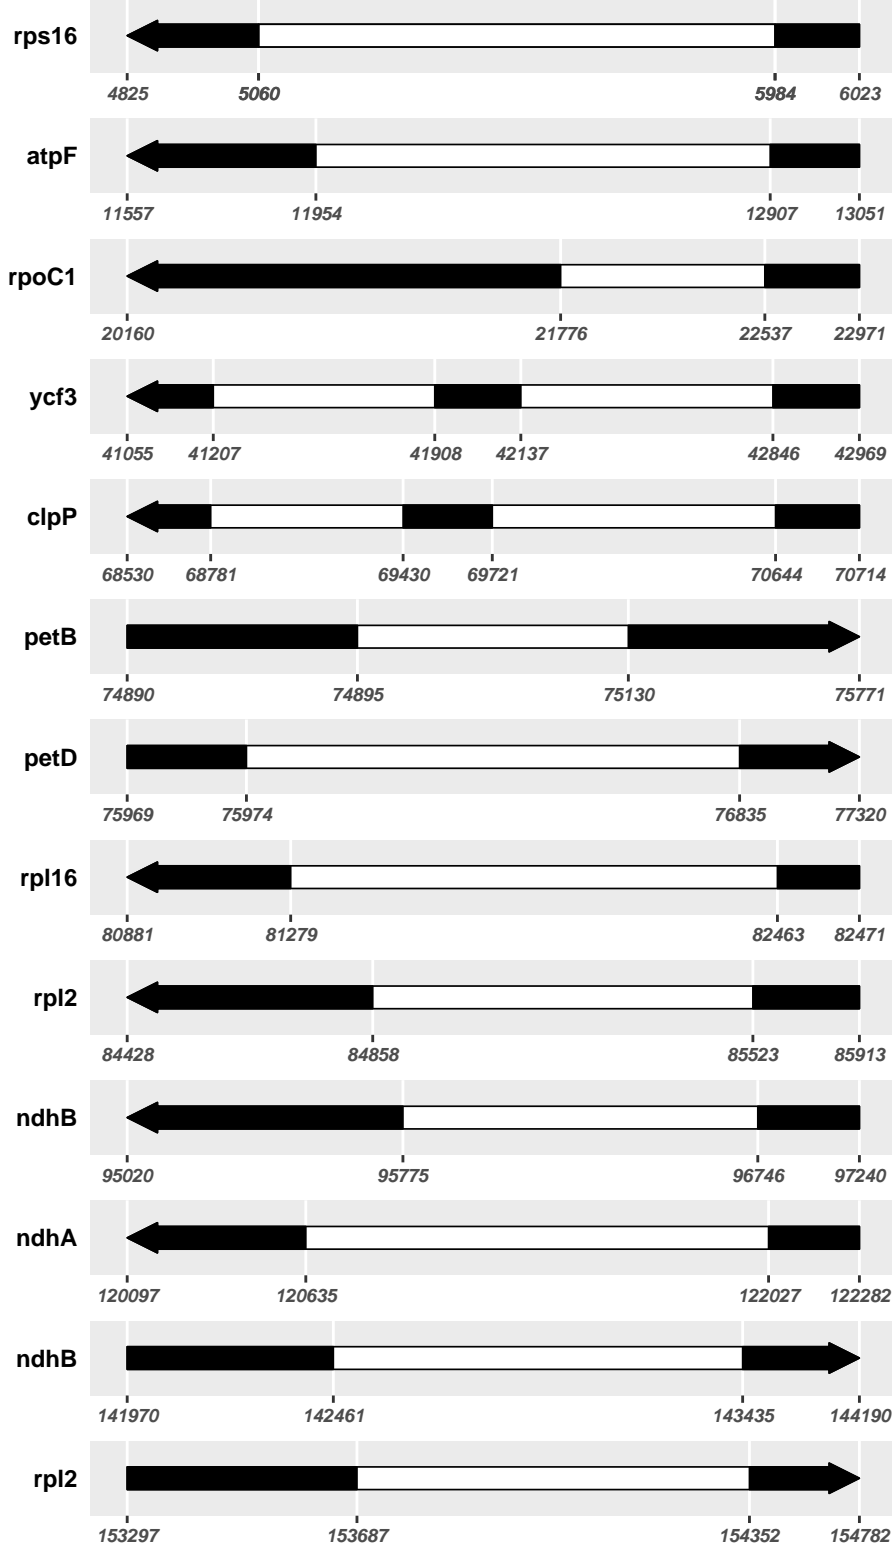 rps16
4825 5060 5984 6023
atpF
11557 11954 12907 13051
rpoC1
20160 21776 22537 22971
ycf3
41055 41207 41908 42137 42846 42969
clpP
68530 68781 69430 69721 70644 70714
petB
74890 74895 75130 75771
petD
75969 75974 76835 77320
rpl16
80881 81279 82463 82471
rpl2
84428 84858 85523 85913
ndhB
95020 95775 96746 97240
ndhA
120097 120635 122027 122282
ndhB
141970 142461 143435 144190
rpl2
153297 153687 154352 154782